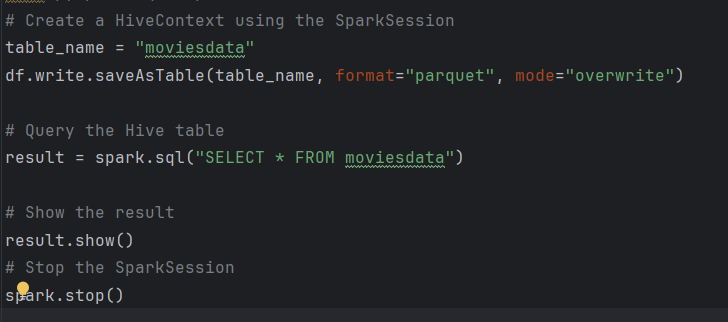 # Create a HiveContext using the SparkSession
table_name = "moviesdata"
df.write.saveAsTable(table_name, format="parquet", mode="overwrite")
# Query the Hive table
result = spark.sql("SELECT * FROM moviesdata")
# Show the result
result.show()
# Stop the SparkSession
spark.stop()